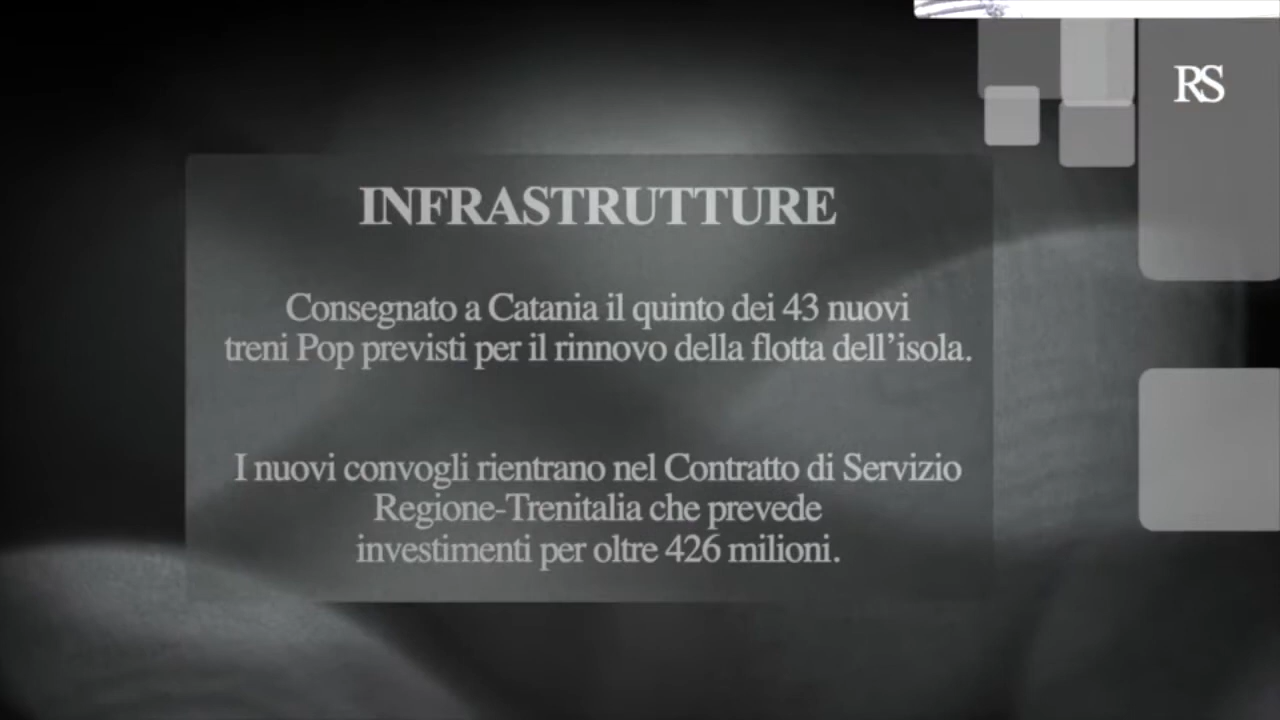 RS
INFRASTRUTTURE
Consegnato a Catania il quinto dei 43 nuovi
treni Pop previsti per il rinnovo della flotta dell’isola.
I nuovi convogli rientrano nel Contratto di Servizio
Regione-Trenitalia che prevede
investimenti per oltre 426 milioni.